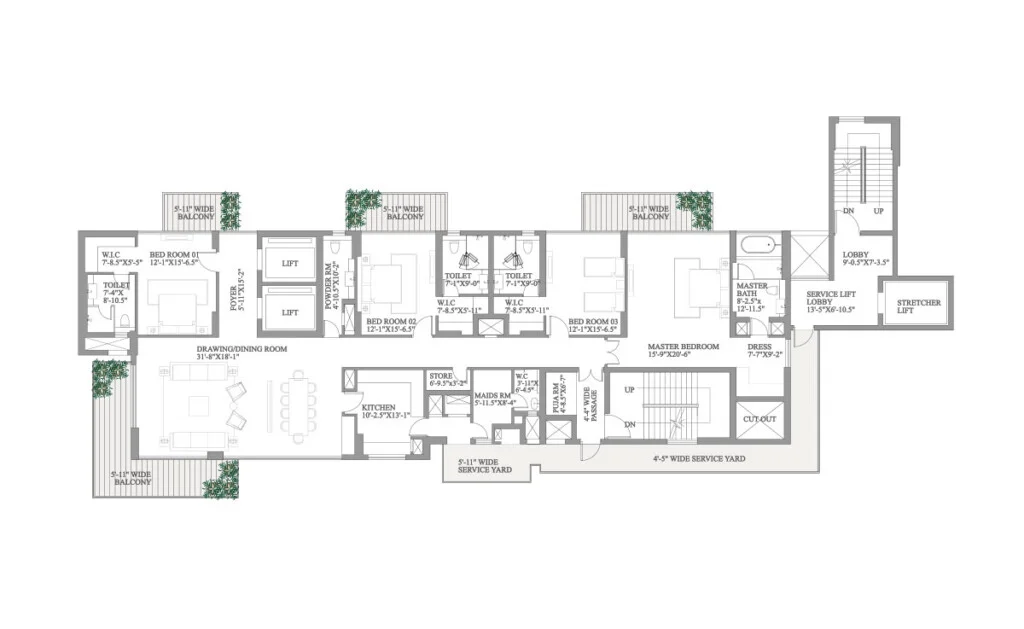 5'-11" WIDE
BALCONY
5'-11" WIDE
BALCONY
5'-11" WIDE
BALCONY
DN UP
LOBBY
9'-0.5"X7'-3.5"
W.I.C
7'-8.5"X5'-5"
BED ROOM 01
12'-1"X15'-6.5"
TOILET
7'-4"X
8'-10.5"
FOYER
5'-11"X15'-2"
LIFT
LIFT
POWDER RM
4'-10.5"X10'-2"
BED ROOM 02
12'-1"X15'-6.5"
TOILET
7'-1"X9'-0"
W.I.C
7'-8.5"X5'-11"
TOILET
7'-1"X9'-0"
W.I.C
7'-8.5"X5'-11"
BED ROOM 03
12'-1"X15'-6.5"
MASTER BEDROOM
15'-9"X20'-6"
MASTER
BATH
8'-2.5"x
12'-11.5"
DRESS
7'-7"X9'-2"
SERVICE LIFT
LOBBY
13'-5"X6'-10.5"
STRETCHER
LIFT
DRAWING/DINING ROOM
31'-8"X18'-1"
KITCHEN
10'-2.5"X13'-1"
STORE
6'-9.5"x3'-2"
MAIDS RM
5'-11.5"X8'-4"
W.C
3'-11"X
6'-4.5"
PUJA RM
4'-8.5"X6'-7"
4'-4" WIDE
PASSAGE
UP
DN
CUT-OUT
5'-11" WIDE
BALCONY
5'-11" WIDE
SERVICE YARD
4'-5" WIDE SERVICE YARD